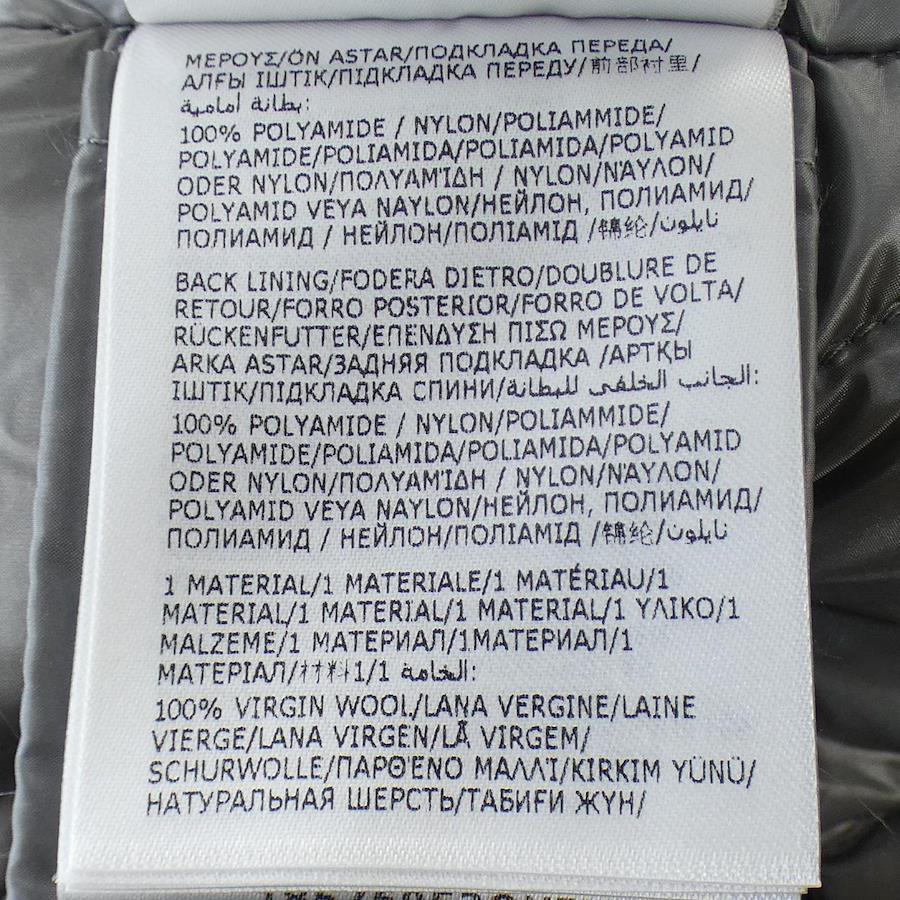 ΜΕΡΟΥΣ/ÖN ASTAR/ПОДКЛАДКА ПЕРЕДА/
АЛҒЫ ІШТІК/ПІДКЛАДКА ПЕРЕДУ/前部衬里/
بطانة أمامية:
100% POLYAMIDE / NYLON/POLIAMMIDE/
POLYAMIDE/POLIAMIDA/POLIAMIDA/POLYAMID
ODER NYLON/ΠΟΛΥΑΜΊΔΗ / NYLON/ΝΆΥΛΟΝ/
POLYAMID VEYA NAYLON/НЕЙЛОН, ПОЛИАМИД/
ПОЛИАМИД / НЕЙЛОН/ПОЛІАМІД /锦纶/نايلون
BACK LINING/FODERA DIETRO/DOUBLURE DE
RETOUR/FORRO POSTERIOR/FORRO DE VOLTA/
RÜCKENFUTTER/ΕΠΕΝΔΥΣΗ ΠΙΣΩ ΜΕΡΟΥΣ/
ARKA ASTAR/ЗАДНЯЯ ПОДКЛАДКА /АРТҚЫ
ІШТІК/ПІДКЛАДКА СПИНИ/الجانب الخلفي للبطانة:
100% POLYAMIDE / NYLON/POLIAMMIDE/
POLYAMIDE/POLIAMIDA/POLIAMIDA/POLYAMID
ODER NYLON/ΠΟΛΥΑΜΊΔΗ / NYLON/ΝΆΥΛΟΝ/
POLYAMID VEYA NAYLON/НЕЙЛОН, ПОЛИАМИД/
ПОЛИАМИД / НЕЙЛОН/ПОЛІАМІД /锦纶/نايلون
1 MATERIAL/1 MATERIALE/1 MATÉRIAU/1
MATERIAL/1 MATERIAL/1 MATERIAL/1 ΥΛΙΚΟ/1
MALZEME/1 МАТЕРИАЛ/1МАТЕРИАЛ/1
МАТЕРІАЛ/材料1/1 الخامة:
100% VIRGIN WOOL/LANA VERGINE/LAINE
VIERGE/LANA VIRGEN/LÃ VIRGEM/
SCHURWOLLE/ΠΑΡΘΈΝΟ ΜΑΛΛΊ/KIRKIM YÜNÜ/
НАТУРАЛЬНАЯ ШЕРСТЬ/ТАБИҒИ ЖҮН/